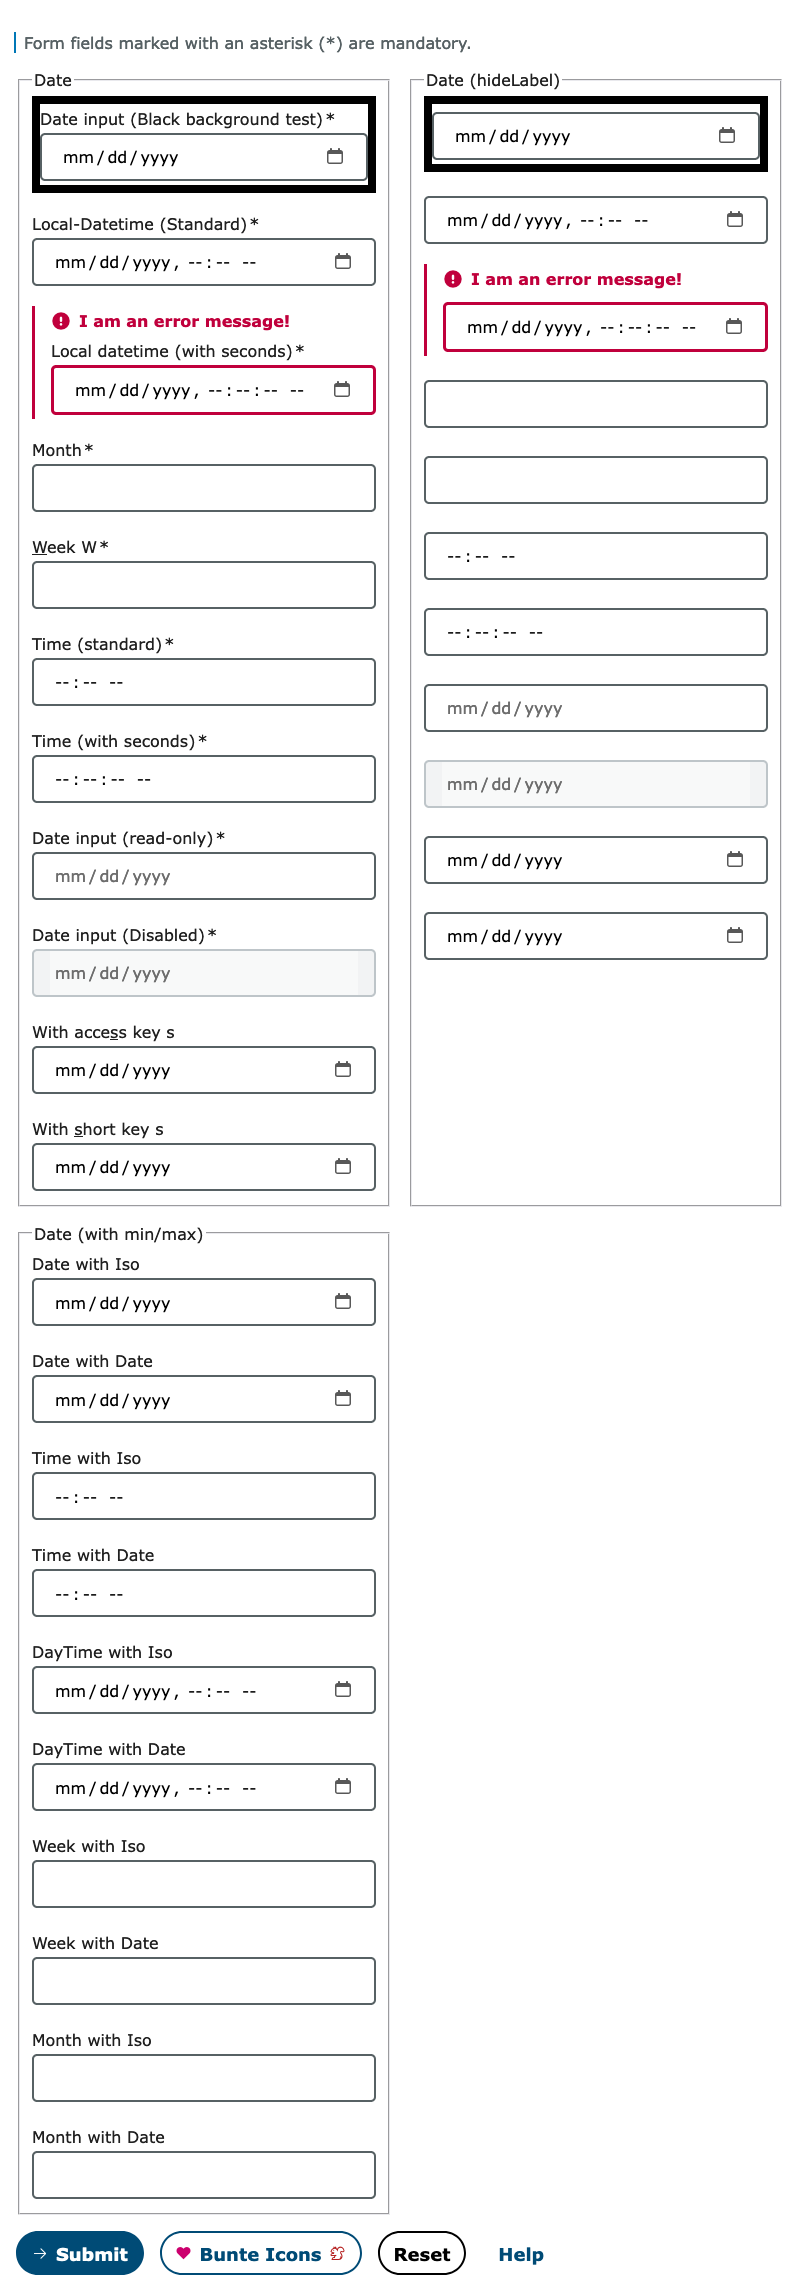 Form fields marked with an asterisk (*) are mandatory.
Date
Date input (Black background test)*
mm/dd/yyyy
Local-Datetime (Standard)*
mm/dd/yyyy, --:-- --
I am an error message!
Local datetime (with seconds)*
mm/dd/yyyy, --:--:-- --
Month*
Week W*
Time (standard)*
--:-- --
Time (with seconds)*
--:--:-- --
Date input (read-only)*
mm/dd/yyyy
Date input (Disabled)*
mm/dd/yyyy
With access key s
mm/dd/yyyy
With short key s
mm/dd/yyyy
Date (hideLabel)
mm/dd/yyyy
mm/dd/yyyy, --:-- --
I am an error message!
mm/dd/yyyy, --:--:-- --
--:-- --
--:--:-- --
mm/dd/yyyy
mm/dd/yyyy
mm/dd/yyyy
mm/dd/yyyy
Date (with min/max)
Date with Iso
mm/dd/yyyy
Date with Date
mm/dd/yyyy
Time with Iso
--:-- --
Time with Date
--:-- --
DayTime with Iso
mm/dd/yyyy, --:-- --
DayTime with Date
mm/dd/yyyy, --:-- --
Week with Iso
Week with Date
Month with Iso
Month with Date
Submit
Bunte Icons
Reset
Help